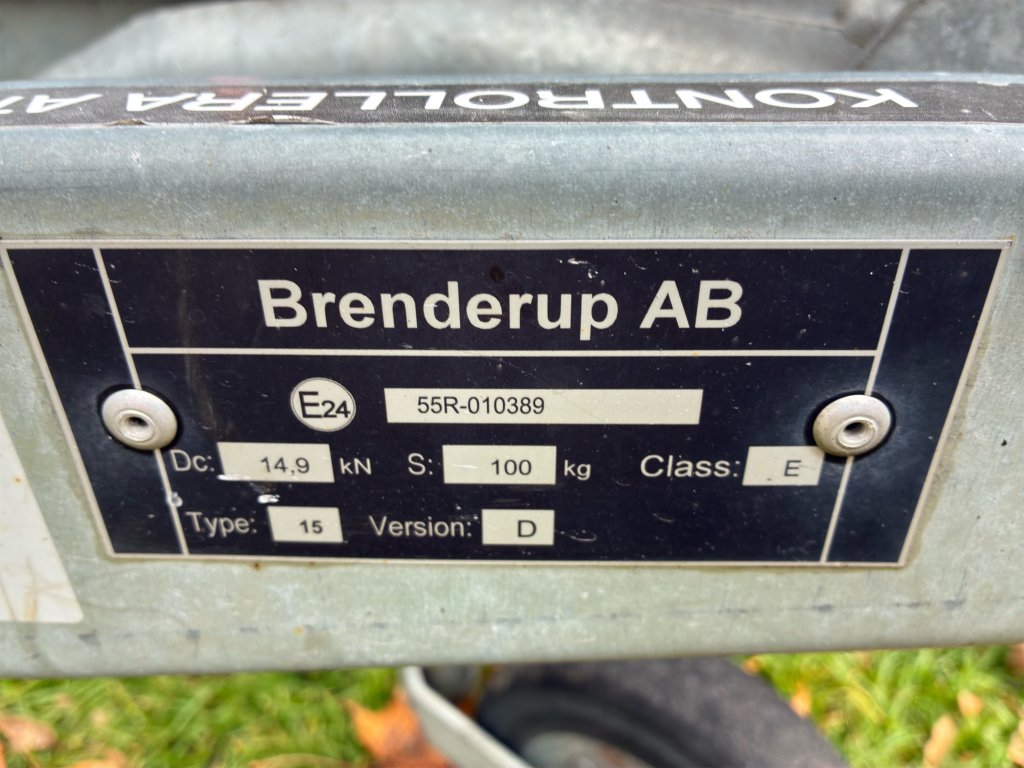 KONTROLLERA
Brenderup AB
E24 55R-010389
Dc: 14,9 kN S: 100 kg Class: E
Type: 15 Version: D